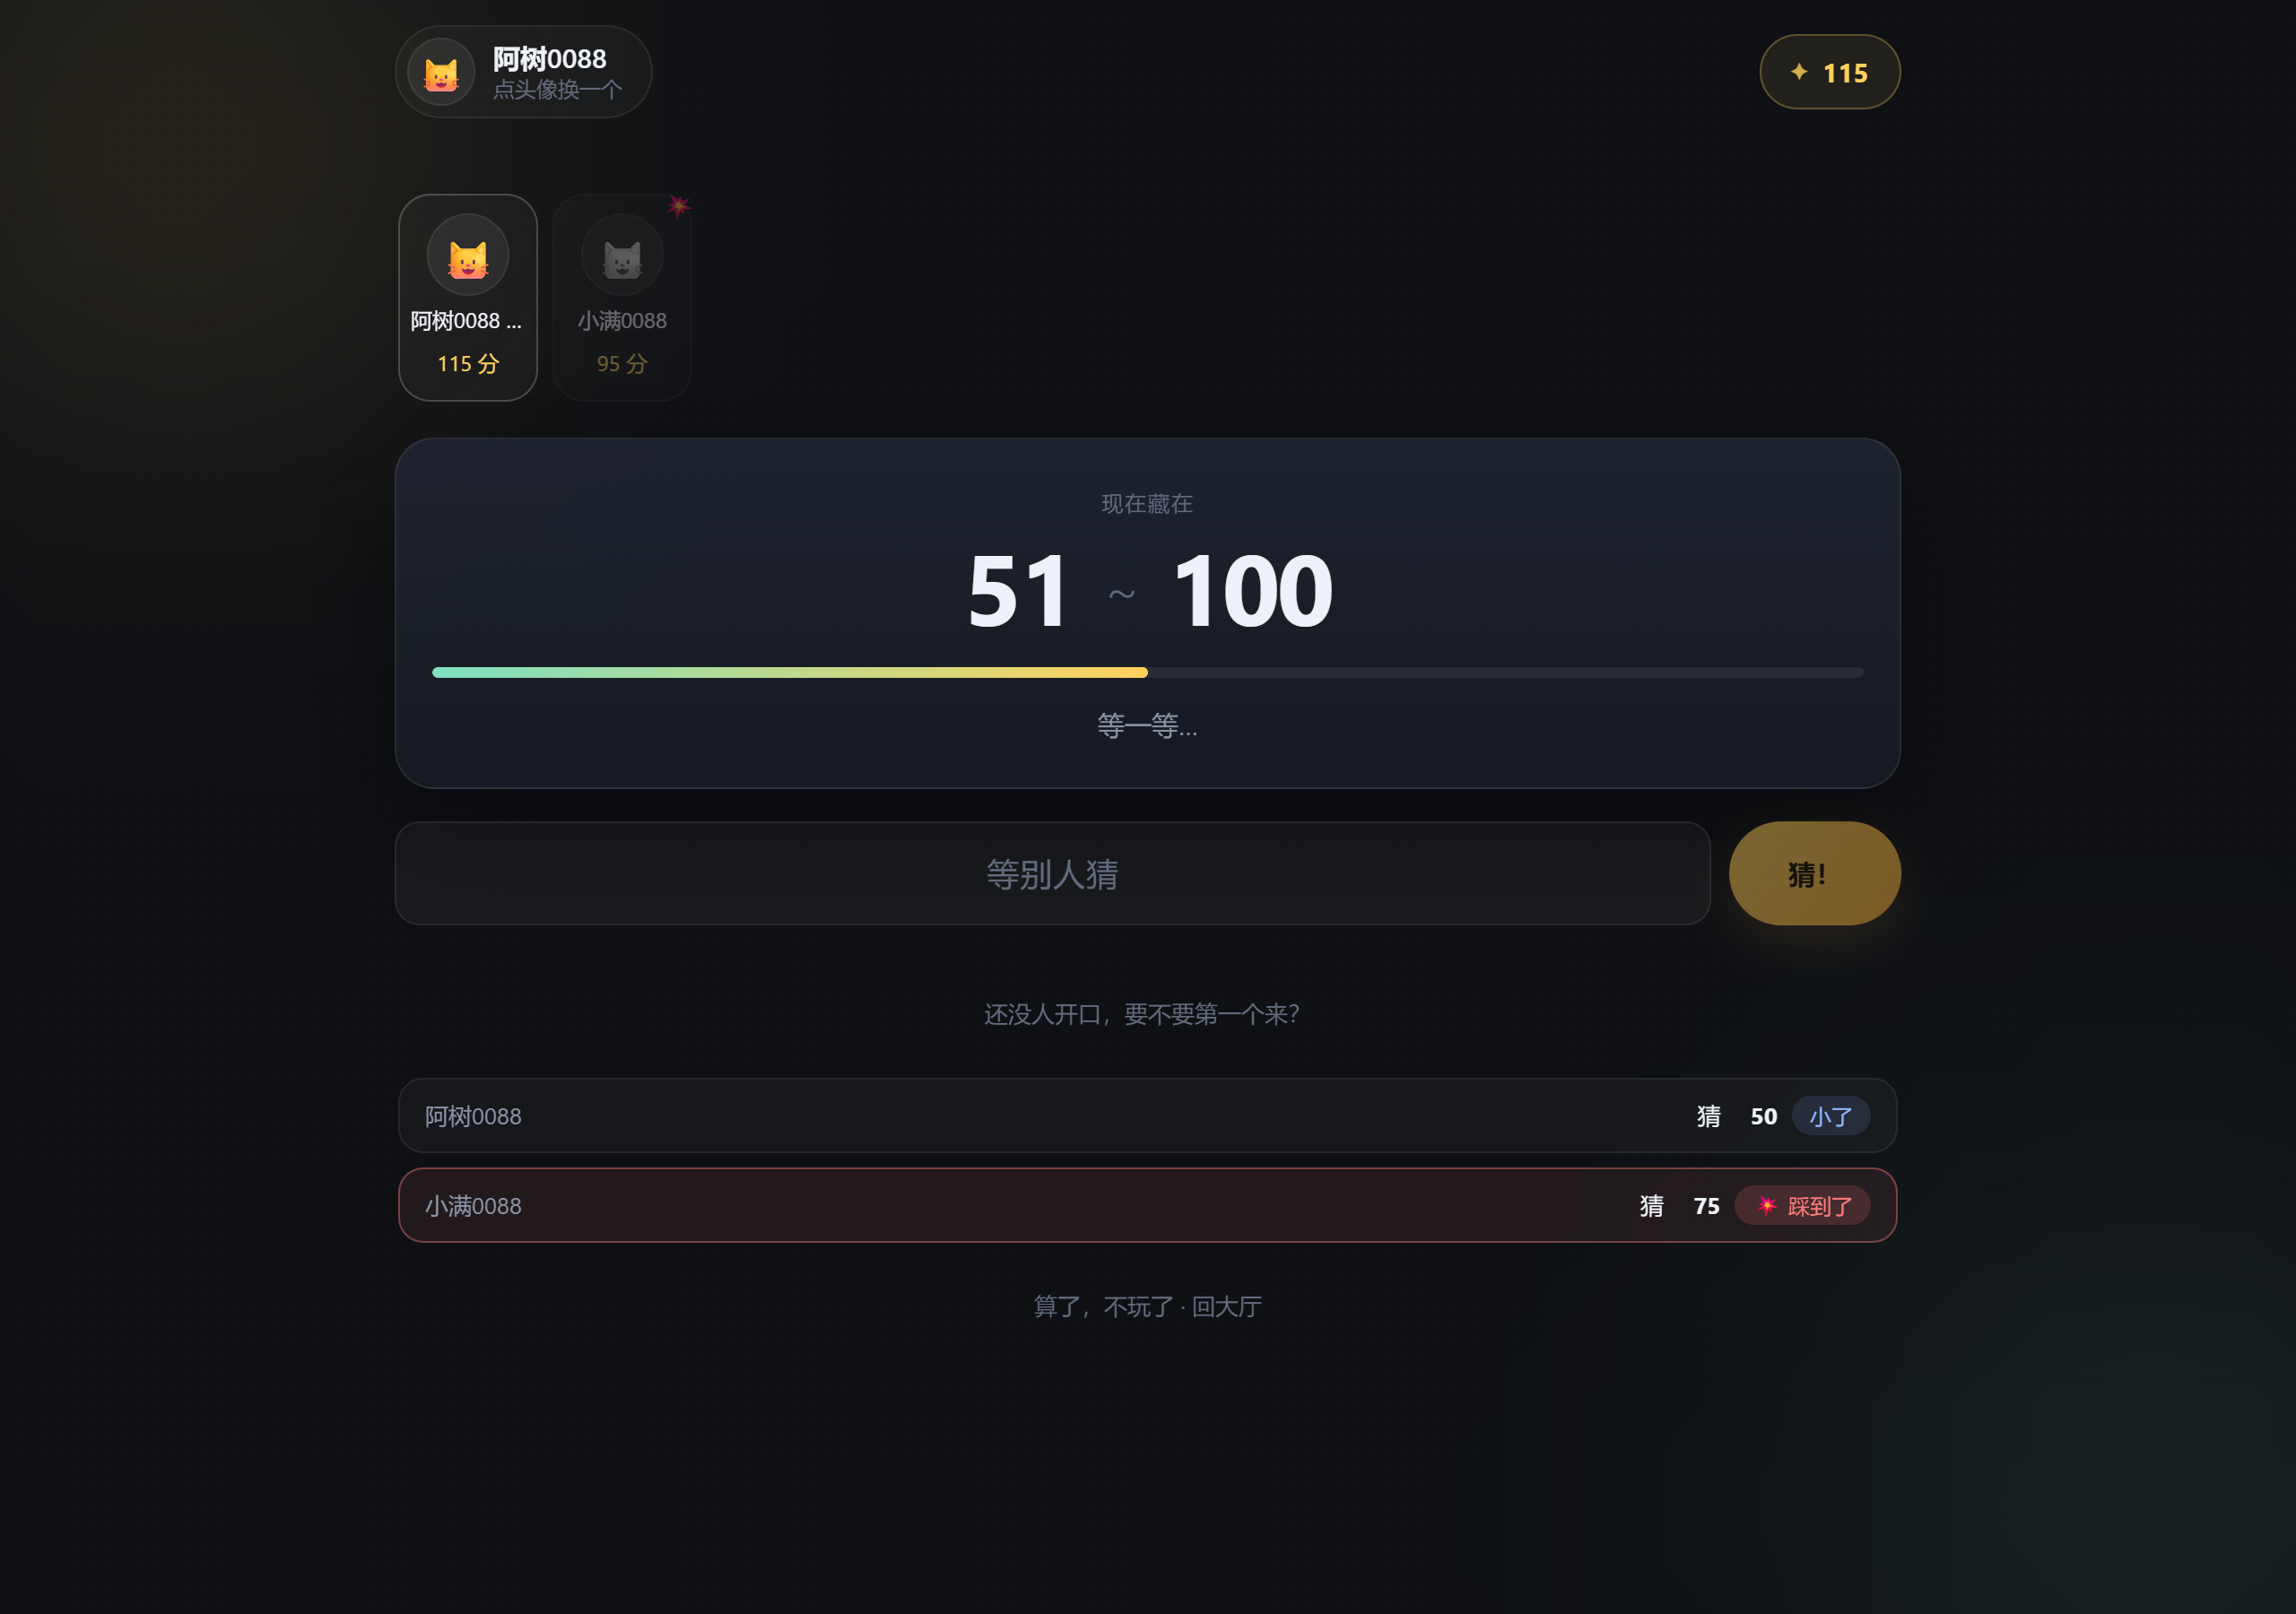 阿树0088
点头像换一个
✦ 115
阿树0088 ...
115 分
小满0088
95 分
现在藏在
51 ~ 100
等一等...
等别人猜
猜!
还没人开口，要不要第一个来?
阿树0088 猜 50 小了
小满0088 猜 75 踩到了
算了，不玩了 · 回大厅